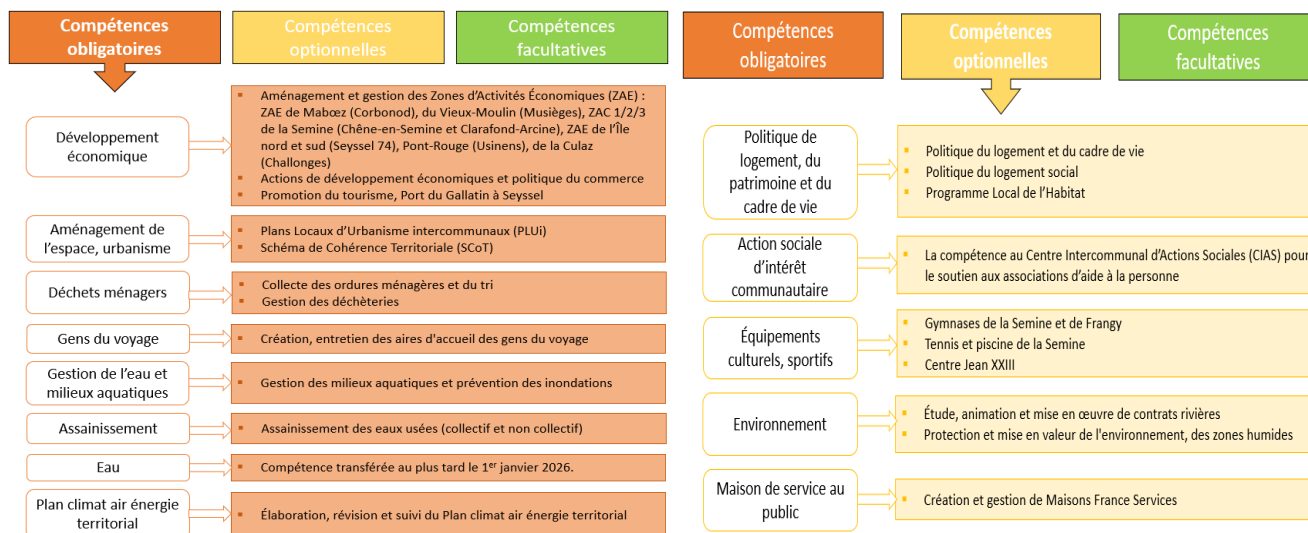 Compétences
obligatoires
Compétences
optionnelles
Compétences
facultatives
Développement
économique
▪ Aménagement et gestion des Zones d'Activités Économiques (ZAE) :
ZAE de Mabœz (Corbonod), du Vieux-Moulin (Musièges), ZAC 1/2/3
de la Semine (Chêne-en-Semine et Clarafond-Arcine), ZAE de l'Île
nord et sud (Seyssel 74), Pont-Rouge (Usinens), de la Culaz
(Challonges)
▪ Actions de développement économiques et politique du commerce
▪ Promotion du tourisme, Port du Gallatin à Seyssel
Aménagement de
l'espace, urbanisme
▪ Plans Locaux d'Urbanisme intercommunaux (PLUi)
▪ Schéma de Cohérence Territoriale (SCoT)
Déchets ménagers
▪ Collecte des ordures ménagères et du tri
▪ Gestion des déchèteries
Gens du voyage
▪ Création, entretien des aires d'accueil des gens du voyage
Gestion de l'eau et
milieux aquatiques
▪ Gestion des milieux aquatiques et prévention des inondations
Assainissement
▪ Assainissement des eaux usées (collectif et non collectif)
Eau
▪ Compétence transférée au plus tard le 1er janvier 2026.
Plan climat air énergie
territorial
▪ Élaboration, révision et suivi du Plan climat air énergie territorial
Compétences
obligatoires
Compétences
optionnelles
Compétences
facultatives
Politique de
logement, du
patrimoine et du
cadre de vie
▪ Politique du logement et du cadre de vie
▪ Politique du logement social
▪ Programme Local de l'Habitat
Action sociale
d'intérêt
communautaire
▪ La compétence au Centre Intercommunal d'Actions Sociales (CIAS) pour
le soutien aux associations d'aide à la personne
Équipements
culturels, sportifs
▪ Gymnases de la Semine et de Frangy
▪ Tennis et piscine de la Semine
▪ Centre Jean XXIII
Environnement
▪ Étude, animation et mise en œuvre de contrats rivières
▪ Protection et mise en valeur de l'environnement, des zones humides
Maison de service au
public
▪ Création et gestion de Maisons France Services